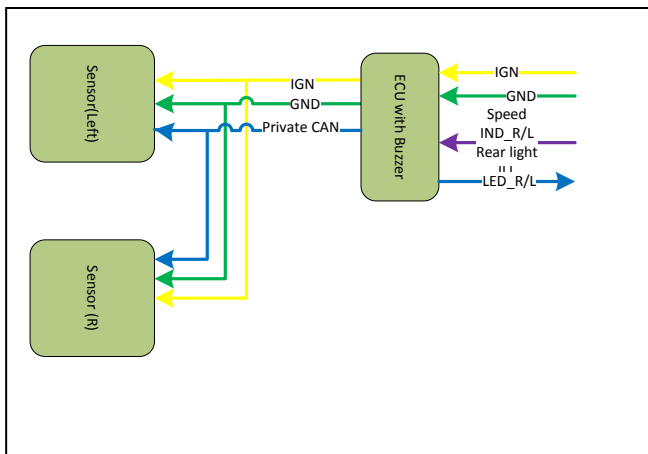 Sensor(Left)
IGN
GND
Private CAN
ECU with Buzzer
IGN
GND
Speed
IND_R/L
Rear light
LED_R/L
Sensor (R)